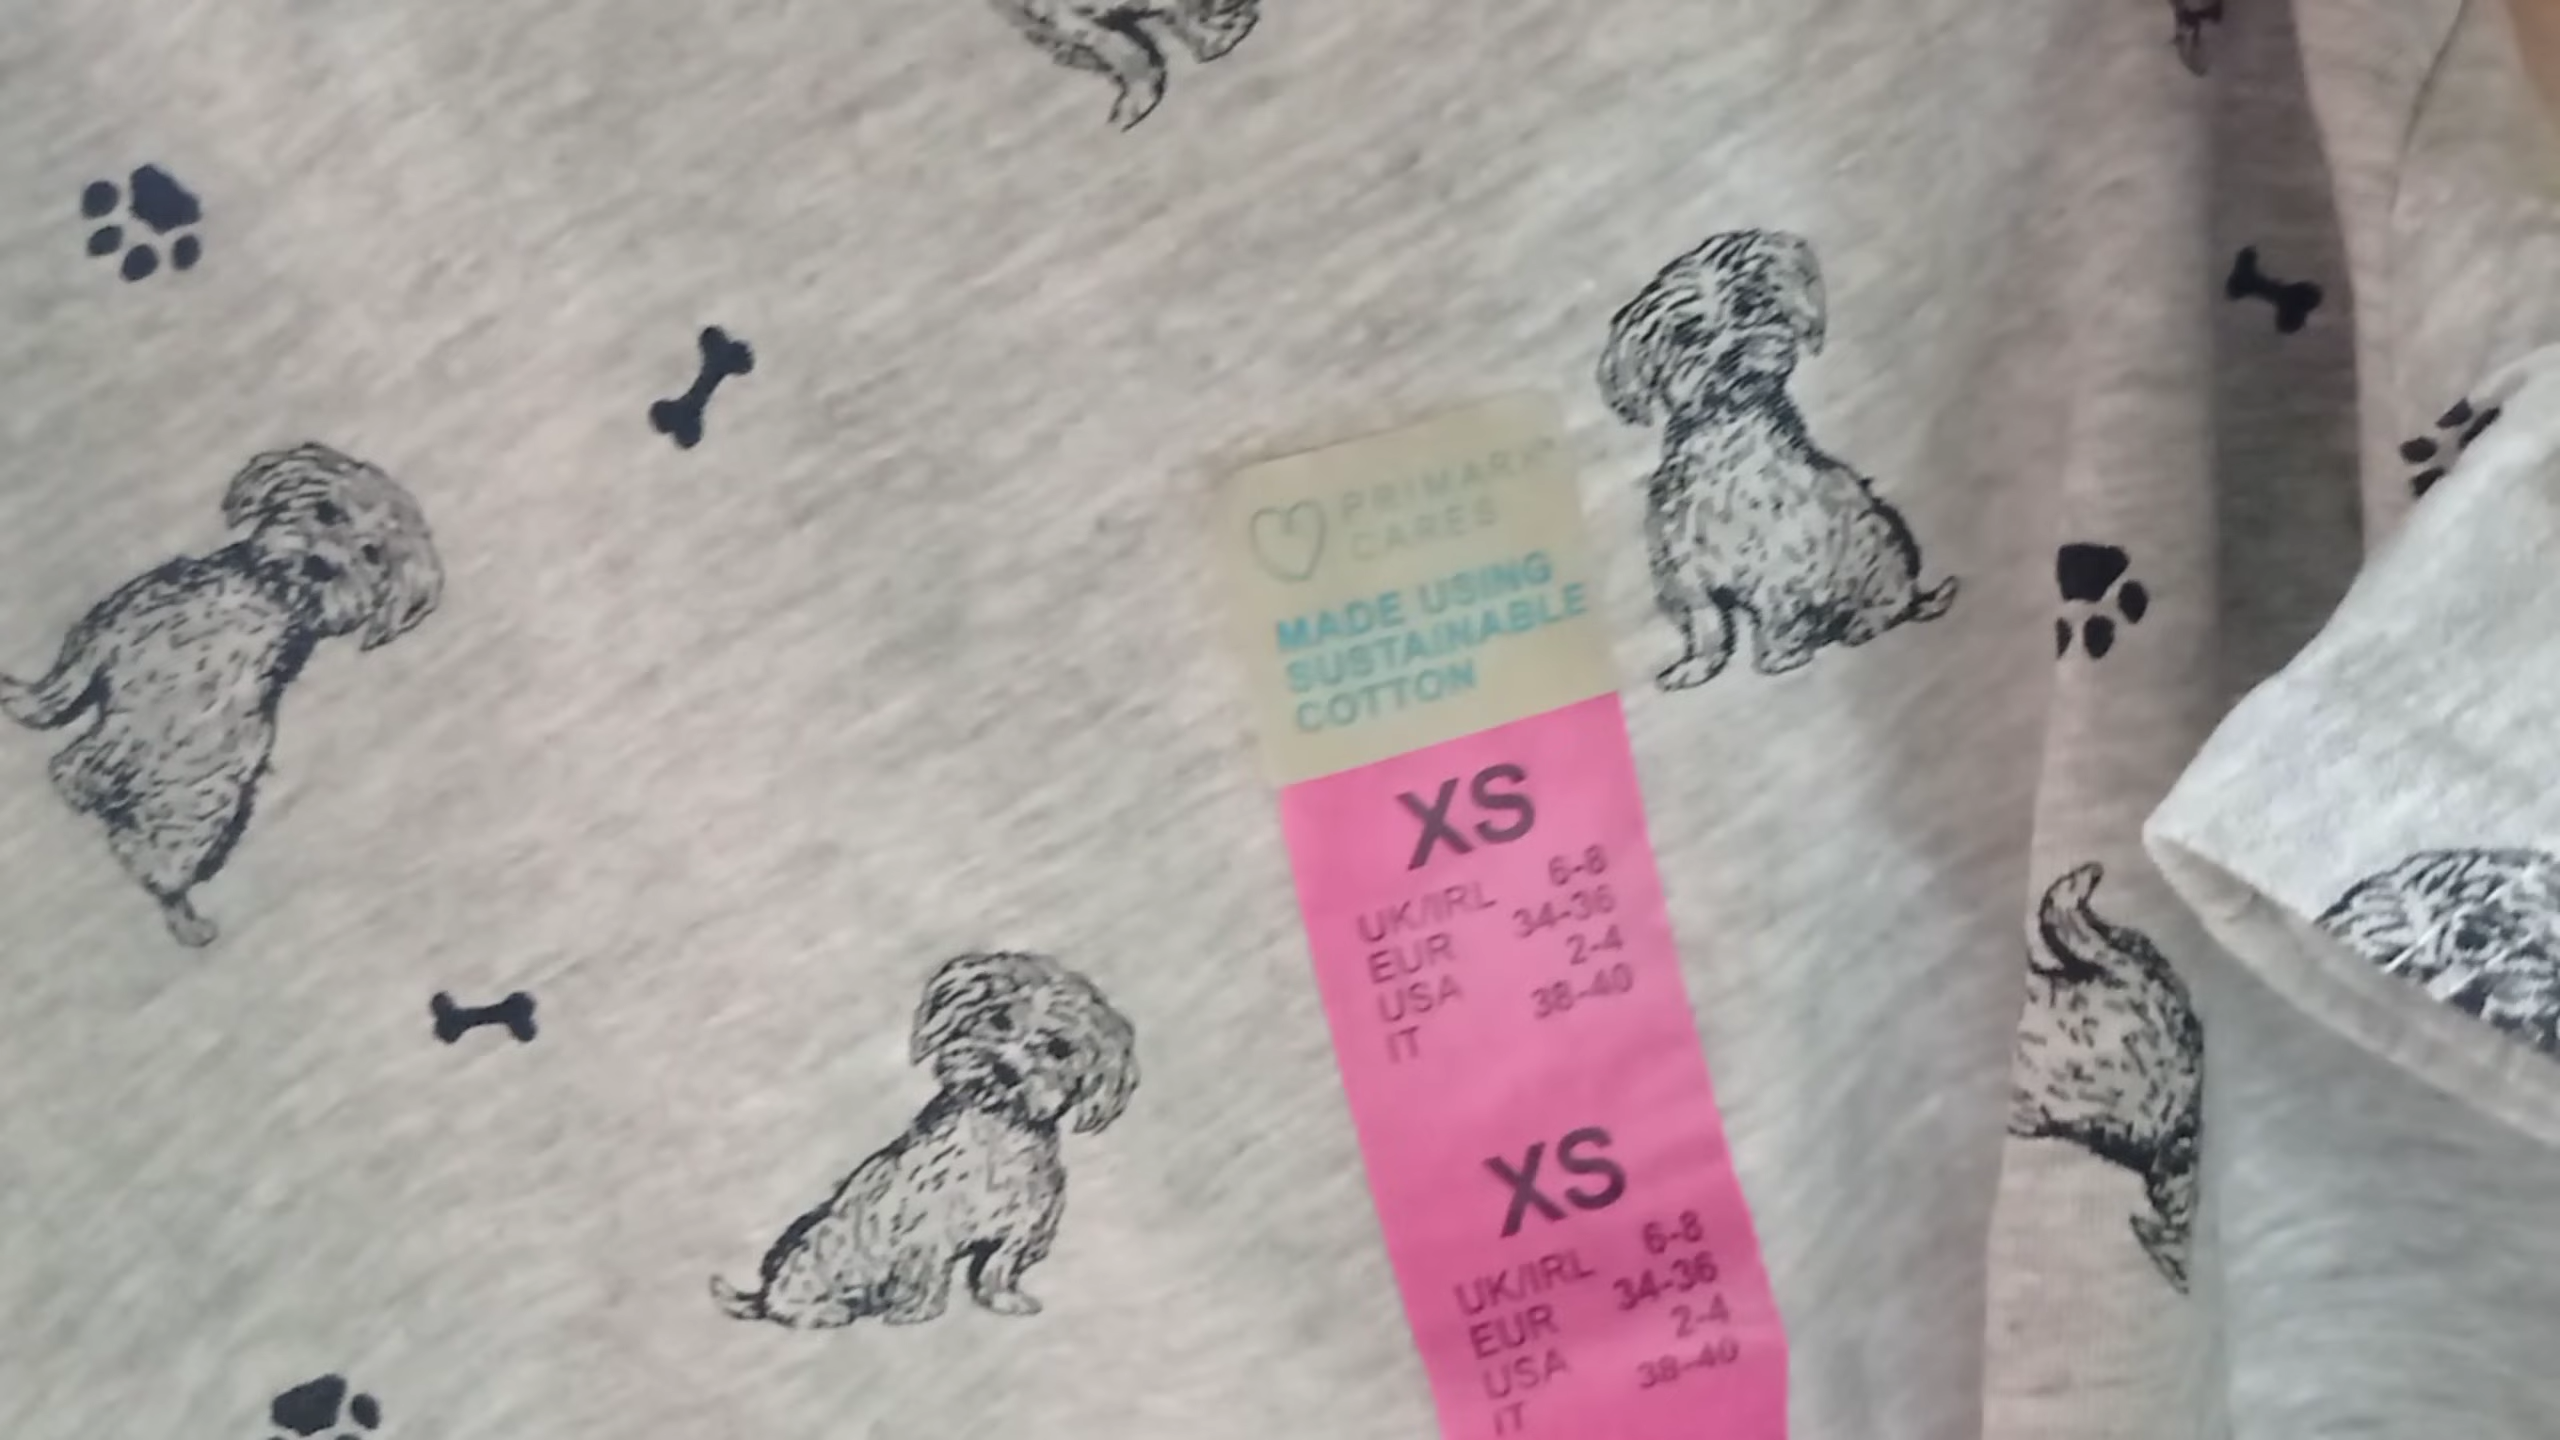 PRIMARK™
CARES
MADE USING
SUSTAINABLE
COTTON
XS
UK/IRL 6-8
EUR 34-36
USA 2-4
IT 38-40
XS
UK/IRL 6-8
EUR 34-36
USA 2-4
IT 38-40